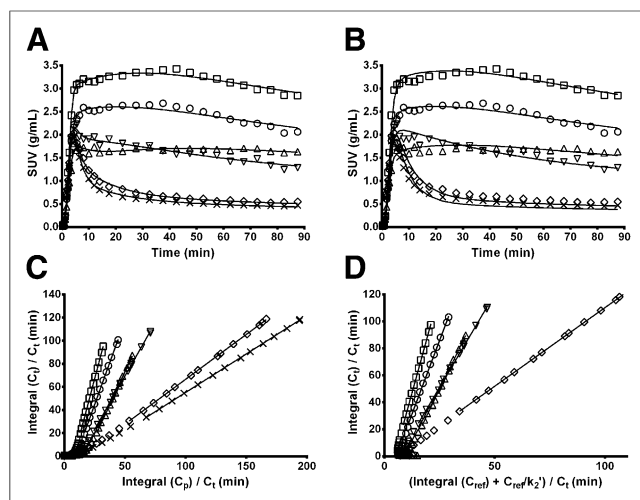 A
B
3.5
3.0
2.5
2.0
1.5
1.0
0.5
0.0
SUV (g/mL)
0 10 20 30 40 50 60 70 80 90
Time (min)
3.5
3.0
2.5
2.0
1.5
1.0
0.5
0.0
SUV (g/mL)
0 10 20 30 40 50 60 70 80 90
Time (min)
C
D
140
120
100
80
60
40
20
0
Integral (Ct) / Ct (min)
0 50 100 150 200
Integral (Cp) / Ct (min)
120
100
80
60
40
20
0
Integral (Ct) / Ct (min)
0 50 100
(Integral (Cref) + Cref/k2') / Ct (min)